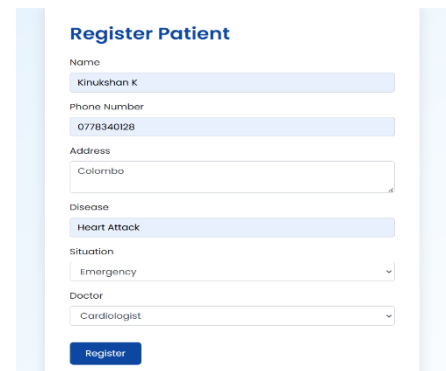 Register Patient
Name
Kinukshan K
Phone Number
0778340128
Address
Colombo
Disease
Heart Attack
Situation
Emergency
Doctor
Cardiologist
Register